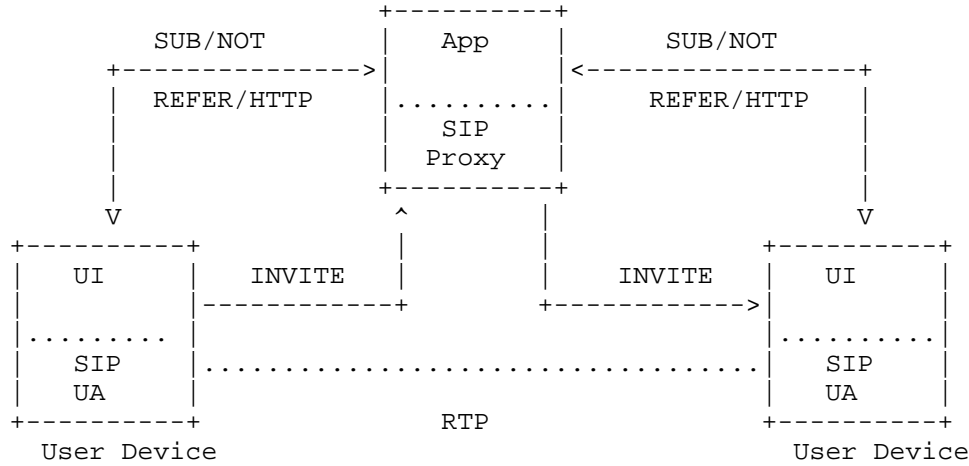 SUB/NOT App SUB/NOT
REFER/HTTP REFER/HTTP
SIP
Proxy
V V
UI INVITE INVITE UI
SIP SIP
UA UA
RTP
User Device User Device